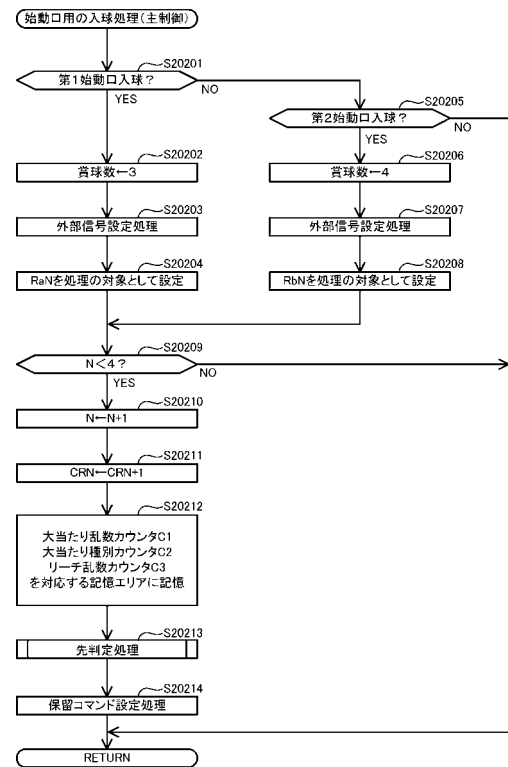 始動口用の入球処理(主制御)
S20201
第1始動口入球?
YES
NO
S20205
第2始動口入球?
YES
NO
S20202
賞球数←3
S20206
賞球数←4
S20203
外部信号設定処理
S20207
外部信号設定処理
S20204
RaNを処理の対象として設定
S20208
RbNを処理の対象として設定
S20209
N<4?
YES
NO
S20210
N←N+1
S20211
CRN←CRN+1
S20212
大当たり乱数カウンタC1
大当たり種別カウンタC2
リーチ乱数カウンタC3
を対応する記憶エリアに記憶
S20213
先判定処理
S20214
保留コマンド設定処理
RETURN